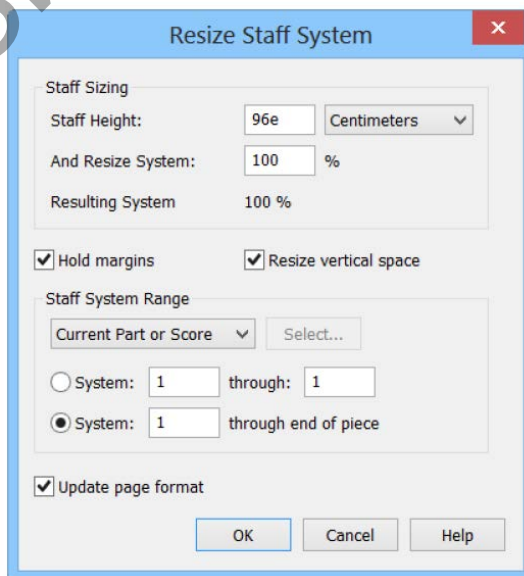 Resize Staff System
Staff Sizing
Staff Height: 96e Centimeters
And Resize System: 100 %
Resulting System 100 %
Hold margins Resize vertical space
Staff System Range
Current Part or Score Select...
System: 1 through: 1
System: 1 through end of piece
Update page format
OK Cancel Help